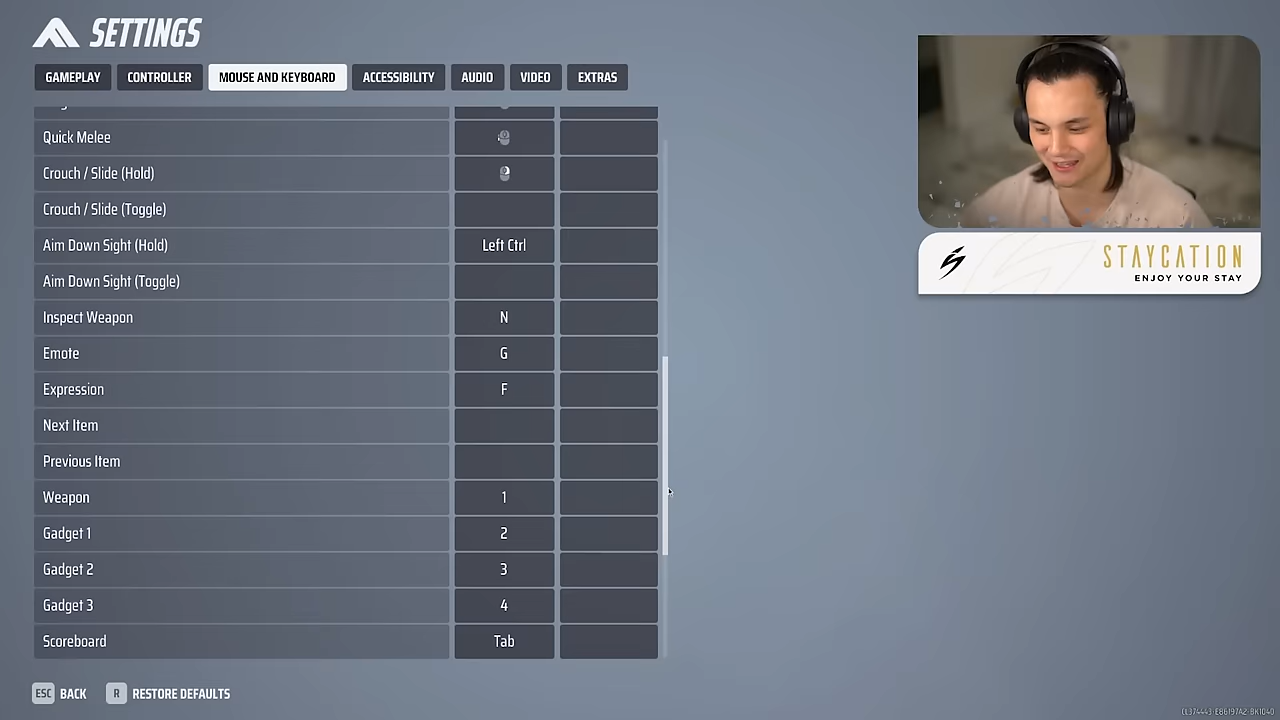 SETTINGS
GAMEPLAY
CONTROLLER
MOUSE AND KEYBOARD
ACCESSIBILITY
AUDIO
VIDEO
EXTRAS
Quick Melee
Crouch / Slide (Hold)
Crouch / Slide (Toggle)
Aim Down Sight (Hold) Left Ctrl
Aim Down Sight (Toggle)
Inspect Weapon N
Emote G
Expression F
Next Item
Previous Item
Weapon 1
Gadget 1 2
Gadget 2 3
Gadget 3 4
Scoreboard Tab
ESC BACK
R RESTORE DEFAULTS
STAYCATION
ENJOY YOUR STAY